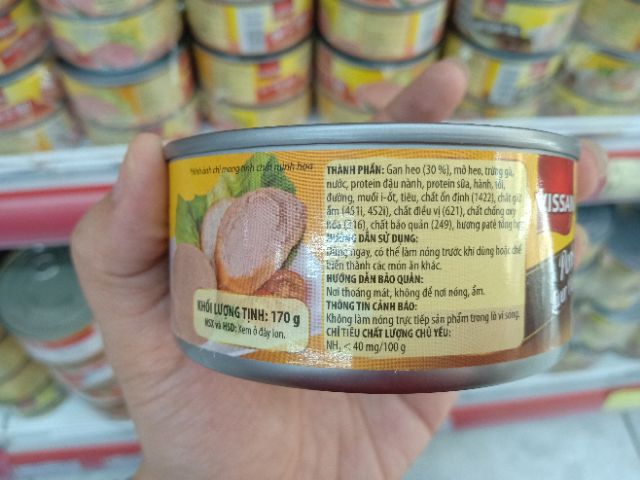 Hình ảnh chỉ mang tính chất minh họa
KHỐI LƯỢNG TỊNH: 170 g
NSX và HSD: Xem ở đáy lon.
THÀNH PHẦN: Gan heo (30 %), mỡ heo, trứng gà,
nước, protein đậu nành, protein sữa, hành, tỏi,
đường, muối i-ốt, tiêu, chất ổn định (1422), chất giữ
ẩm (451i, 452i), chất điều vị (621), chất chống oxy
hóa (316), chất bảo quản (249), hương patê tổng hợp
HƯỚNG DẪN SỬ DỤNG:
Dùng ngay, có thể làm nóng trước khi dùng hoặc chế
biến thành các món ăn khác.
HƯỚNG DẪN BẢO QUẢN:
Nơi thoáng mát, không để nơi nóng, ẩm.
THÔNG TIN CẢNH BÁO:
Không làm nóng trực tiếp sản phẩm trong lò vi sóng.
CHỈ TIÊU CHẤT LƯỢNG CHỦ YẾU:
NH₃ < 40 mg/100 g
KISSAN